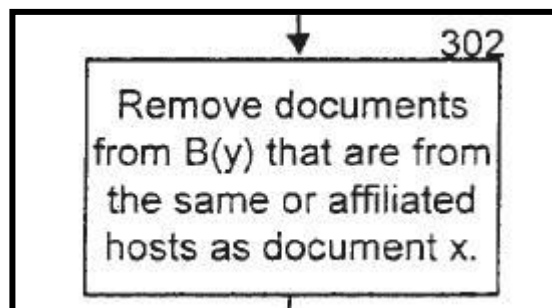 302
Remove documents
from B(y) that are from
the same or affiliated
hosts as document x.